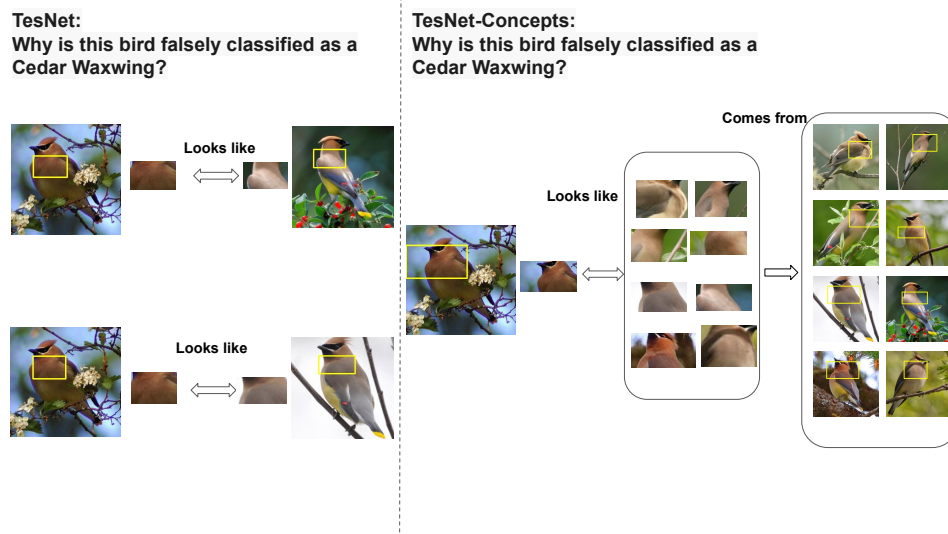 TesNet:
Why is this bird falsely classified as a
Cedar Waxwing?
Looks like
Looks like
TesNet-Concepts:
Why is this bird falsely classified as a
Cedar Waxwing?
Looks like
Comes from